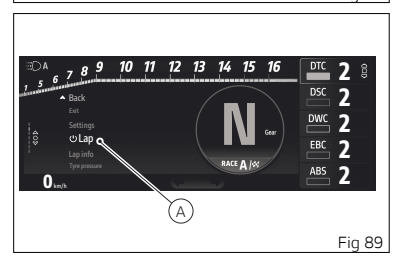 A
1 5 6 7 8 9 10 11 12 13 14 15 16
Back
Exit
Settings
Lap
Lap info
Tyre pressure
0 km/h
N
Gear
RACE A
DTC 2
DSC 2
DWC 2
EBC 2
ABS 2
A
Fig 89